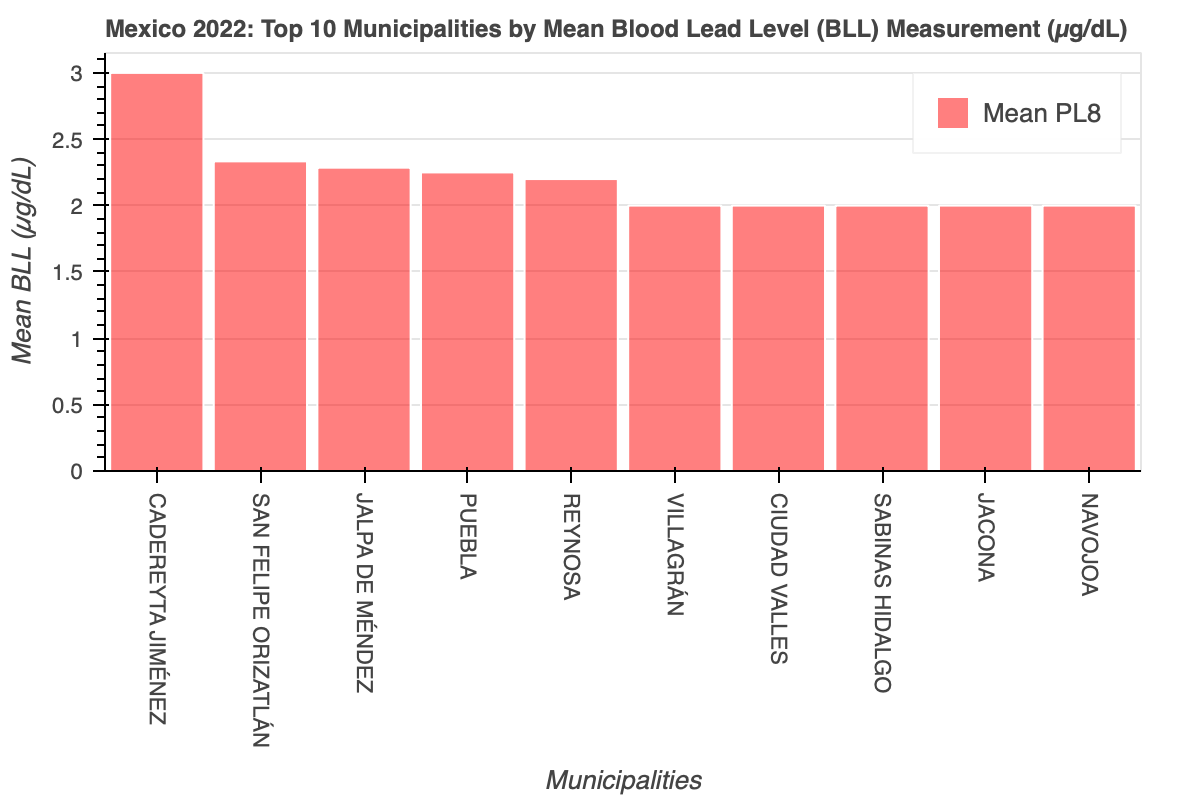 Mexico 2022: Top 10 Municipalities by Mean Blood Lead Level (BLL) Measurement (µg/dL)
Mean PL8
Mean BLL (µg/dL)
3
2.5
2
1.5
1
0.5
0
CADEREYTA JIMÉNEZ
SAN FELIPE ORIZATLÁN
JALPA DE MÉNDEZ
PUEBLA
REYNOSA
VILLAGRÁN
CIUDAD VALLES
SABINAS HIDALGO
JACONA
NAVOJOA
Municipalities